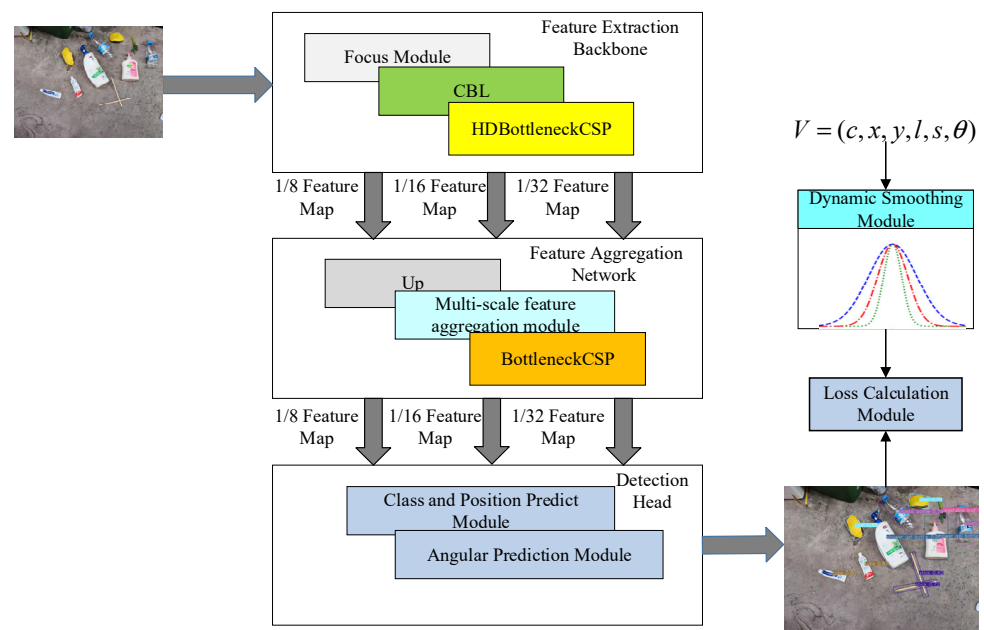 Feature Extraction
Backbone
Focus Module
CBL
HDBottleneckCSP
1/8 Feature
Map
1/16 Feature
Map
1/32 Feature
Map
Feature Aggregation
Network
Up
Multi-scale feature
aggregation module
BottleneckCSP
1/8 Feature
Map
1/16 Feature
Map
1/32 Feature
Map
Detection
Head
Class and Position Predict
Module
Angular Prediction Module
V = (c, x, y, l, s, θ)
Dynamic Smoothing
Module
Loss Calculation
Module